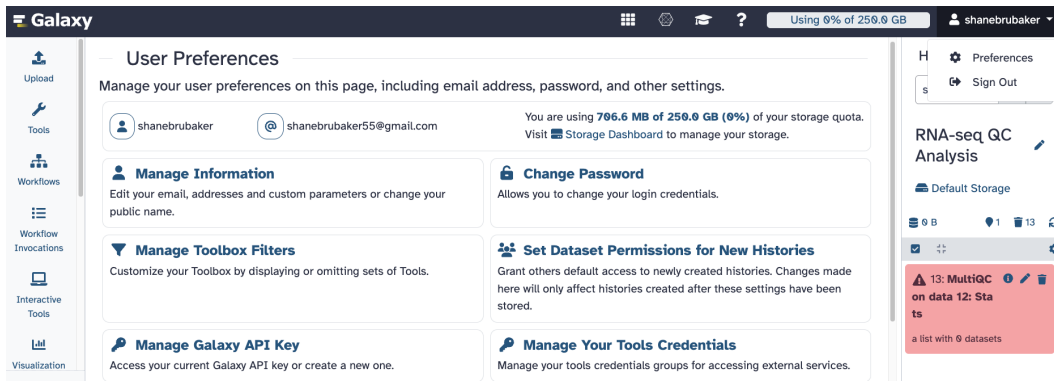 Galaxy
?
Using 0% of 250.0 GB
shanebrubaker
Upload
Tools
Workflows
Workflow
Invocations
Interactive
Tools
Visualization
User Preferences
Manage your user preferences on this page, including email address, password, and other settings.
shanebrubaker
@ shanebrubaker55@gmail.com
You are using 706.6 MB of 250.0 GB (0%) of your storage quota.
Visit Storage Dashboard to manage your storage.
Manage Information
Edit your email, addresses and custom parameters or change your
public name.
Change Password
Allows you to change your login credentials.
Manage Toolbox Filters
Customize your Toolbox by displaying or omitting sets of Tools.
Set Dataset Permissions for New Histories
Grant others default access to newly created histories. Changes made
here will only affect histories created after these settings have been
stored.
Manage Galaxy API Key
Access your current Galaxy API key or create a new one.
Manage Your Tools Credentials
Manage your tools credentials groups for accessing external services.
H
Preferences
Sign Out
s
RNA-seq QC
Analysis
Default Storage
0 B 1 13
13: MultiQC
on data 12: Sta
ts
a list with 0 datasets